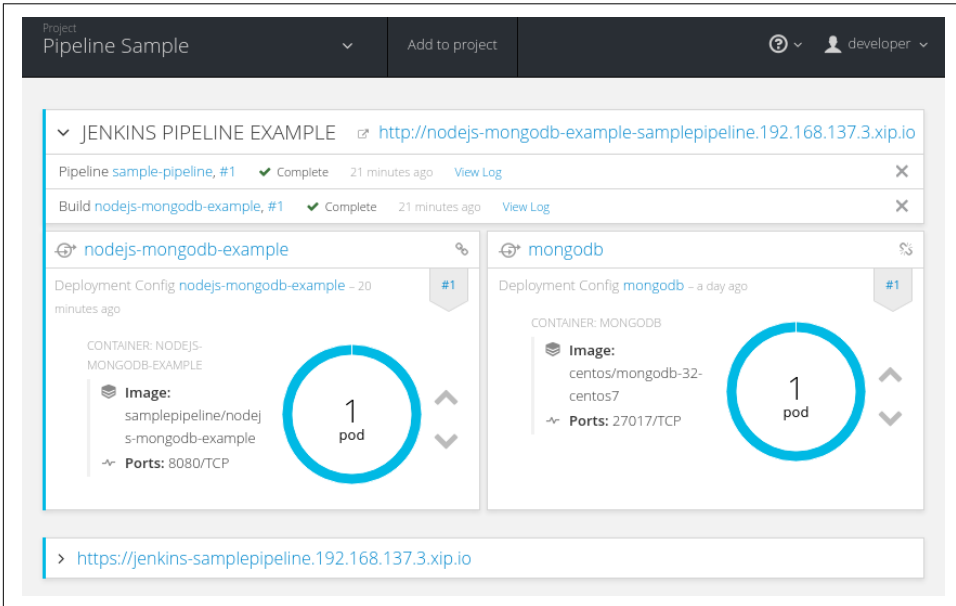 Project
Pipeline Sample
Add to project
developer
JENKINS PIPELINE EXAMPLE http://nodejs-mongodb-example-samplepipeline.192.168.137.3.xip.io
Pipeline sample-pipeline, #1 Complete 21 minutes ago View Log
Build nodejs-mongodb-example, #1 Complete 21 minutes ago View Log
nodejs-mongodb-example
Deployment Config nodejs-mongodb-example – 20
minutes ago
#1
CONTAINER: NODEJS-
MONGODB-EXAMPLE
Image:
samplepipeline/nodej
s-mongodb-example
Ports: 8080/TCP
1
pod
mongodb
Deployment Config mongodb – a day ago
#1
CONTAINER: MONGODB
Image:
centos/mongodb-32-
centos7
Ports: 27017/TCP
1
pod
https://jenkins-samplepipeline.192.168.137.3.xip.io